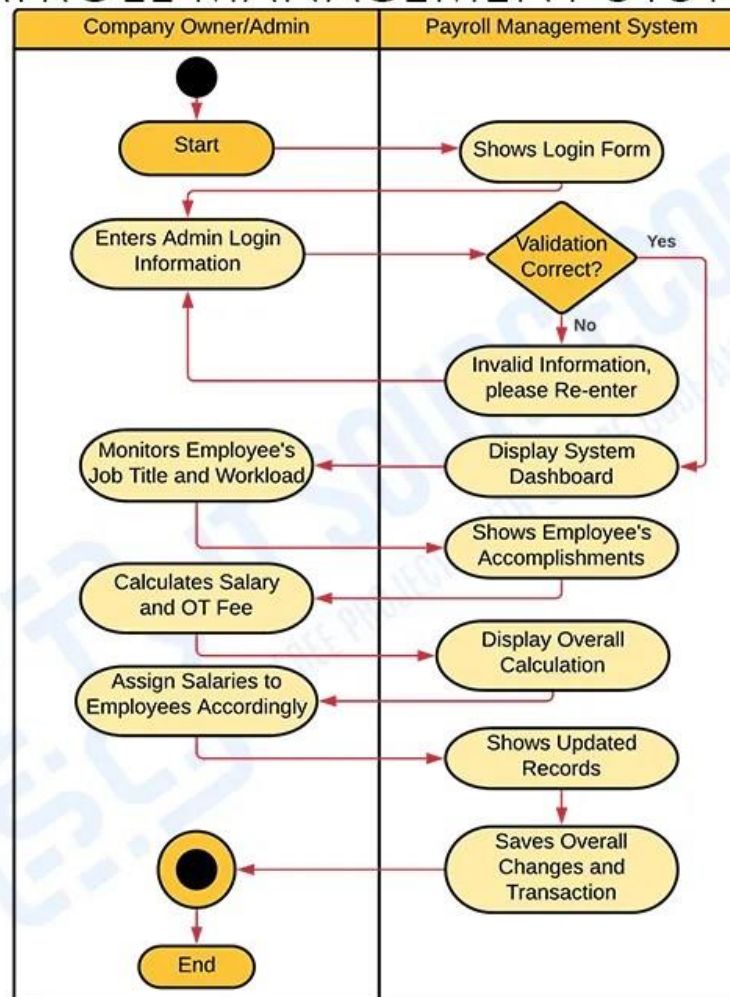 Company Owner/Admin
Payroll Management System
Start
Shows Login Form
Enters Admin Login
Information
Validation
Correct?
Yes
No
Invalid Information,
please Re-enter
Monitors Employee's
Job Title and Workload
Display System
Dashboard
Shows Employee's
Accomplishments
Calculates Salary
and OT Fee
Display Overall
Calculation
Assign Salaries to
Employees Accordingly
Shows Updated
Records
Saves Overall
Changes and
Transaction
End